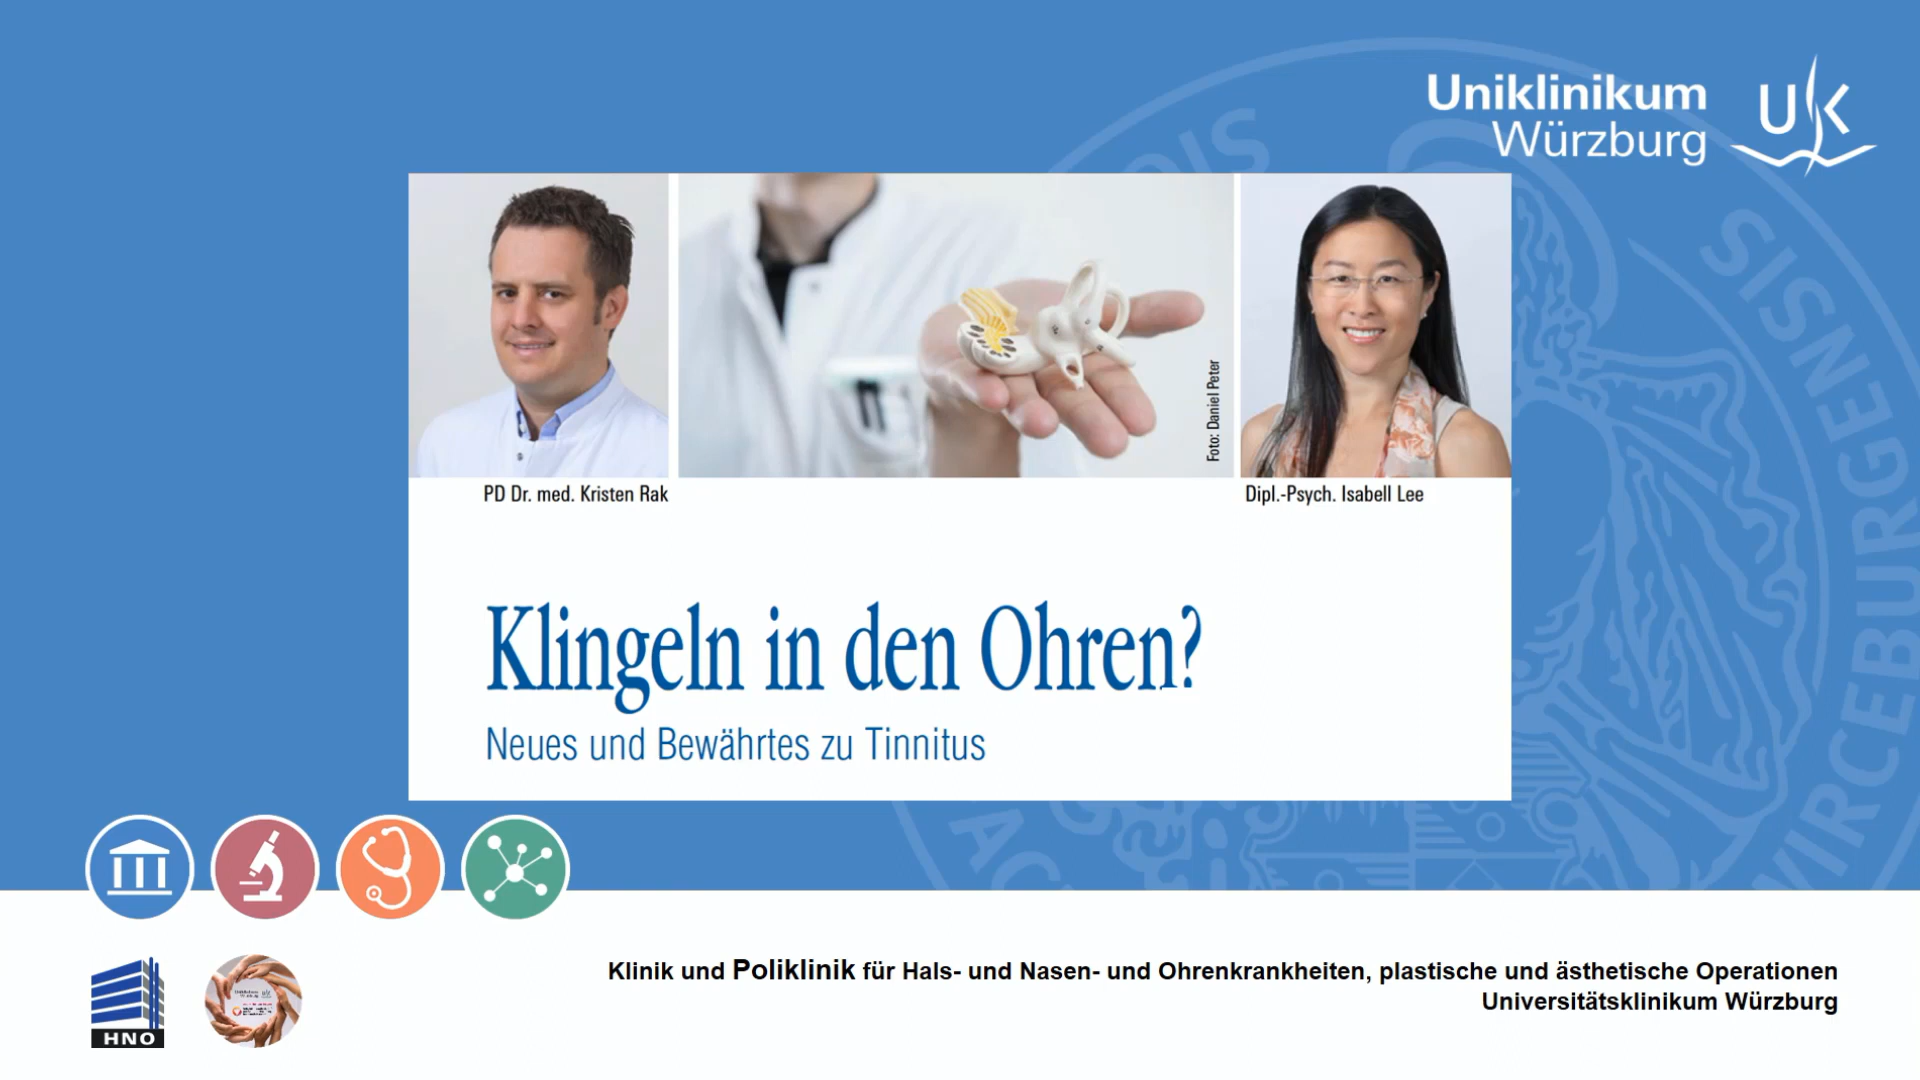 Uniklinikum
Würzburg
UK
Foto: Daniel Peter
PD Dr. med. Kristen Rak
Dipl.-Psych. Isabell Lee
Klingeln in den Ohren?
Neues und Bewährtes zu Tinnitus
SISNEGRUBECRIW
HNO
Klinik und Poliklinik für Hals- und Nasen- und Ohrenkrankheiten, plastische und ästhetische Operationen
Universitätsklinikum Würzburg